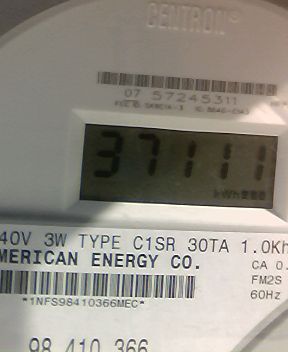 CENTRON®
07 57245311
37111
kWh
40V 3W TYPE C1SR 30TA 1.0Kh
MERICAN ENERGY CO.
CA 0.
FM2S
60Hz
*1NFS98410366MEC*
98 410 366